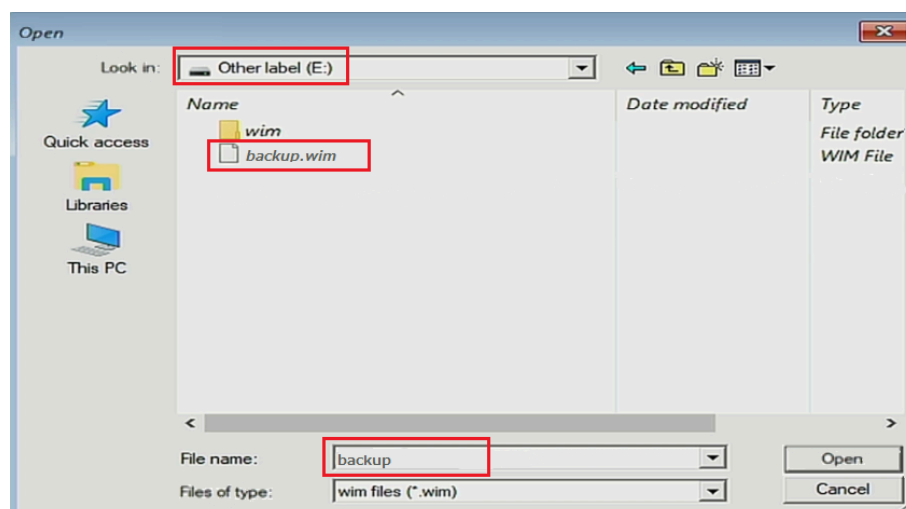 Open
Look in: Other label (E:)
Name Date modified Type
wim File folder
backup.wim WIM File
Quick access
Libraries
This PC
File name: backup Open
Files of type: wim files (*.wim) Cancel